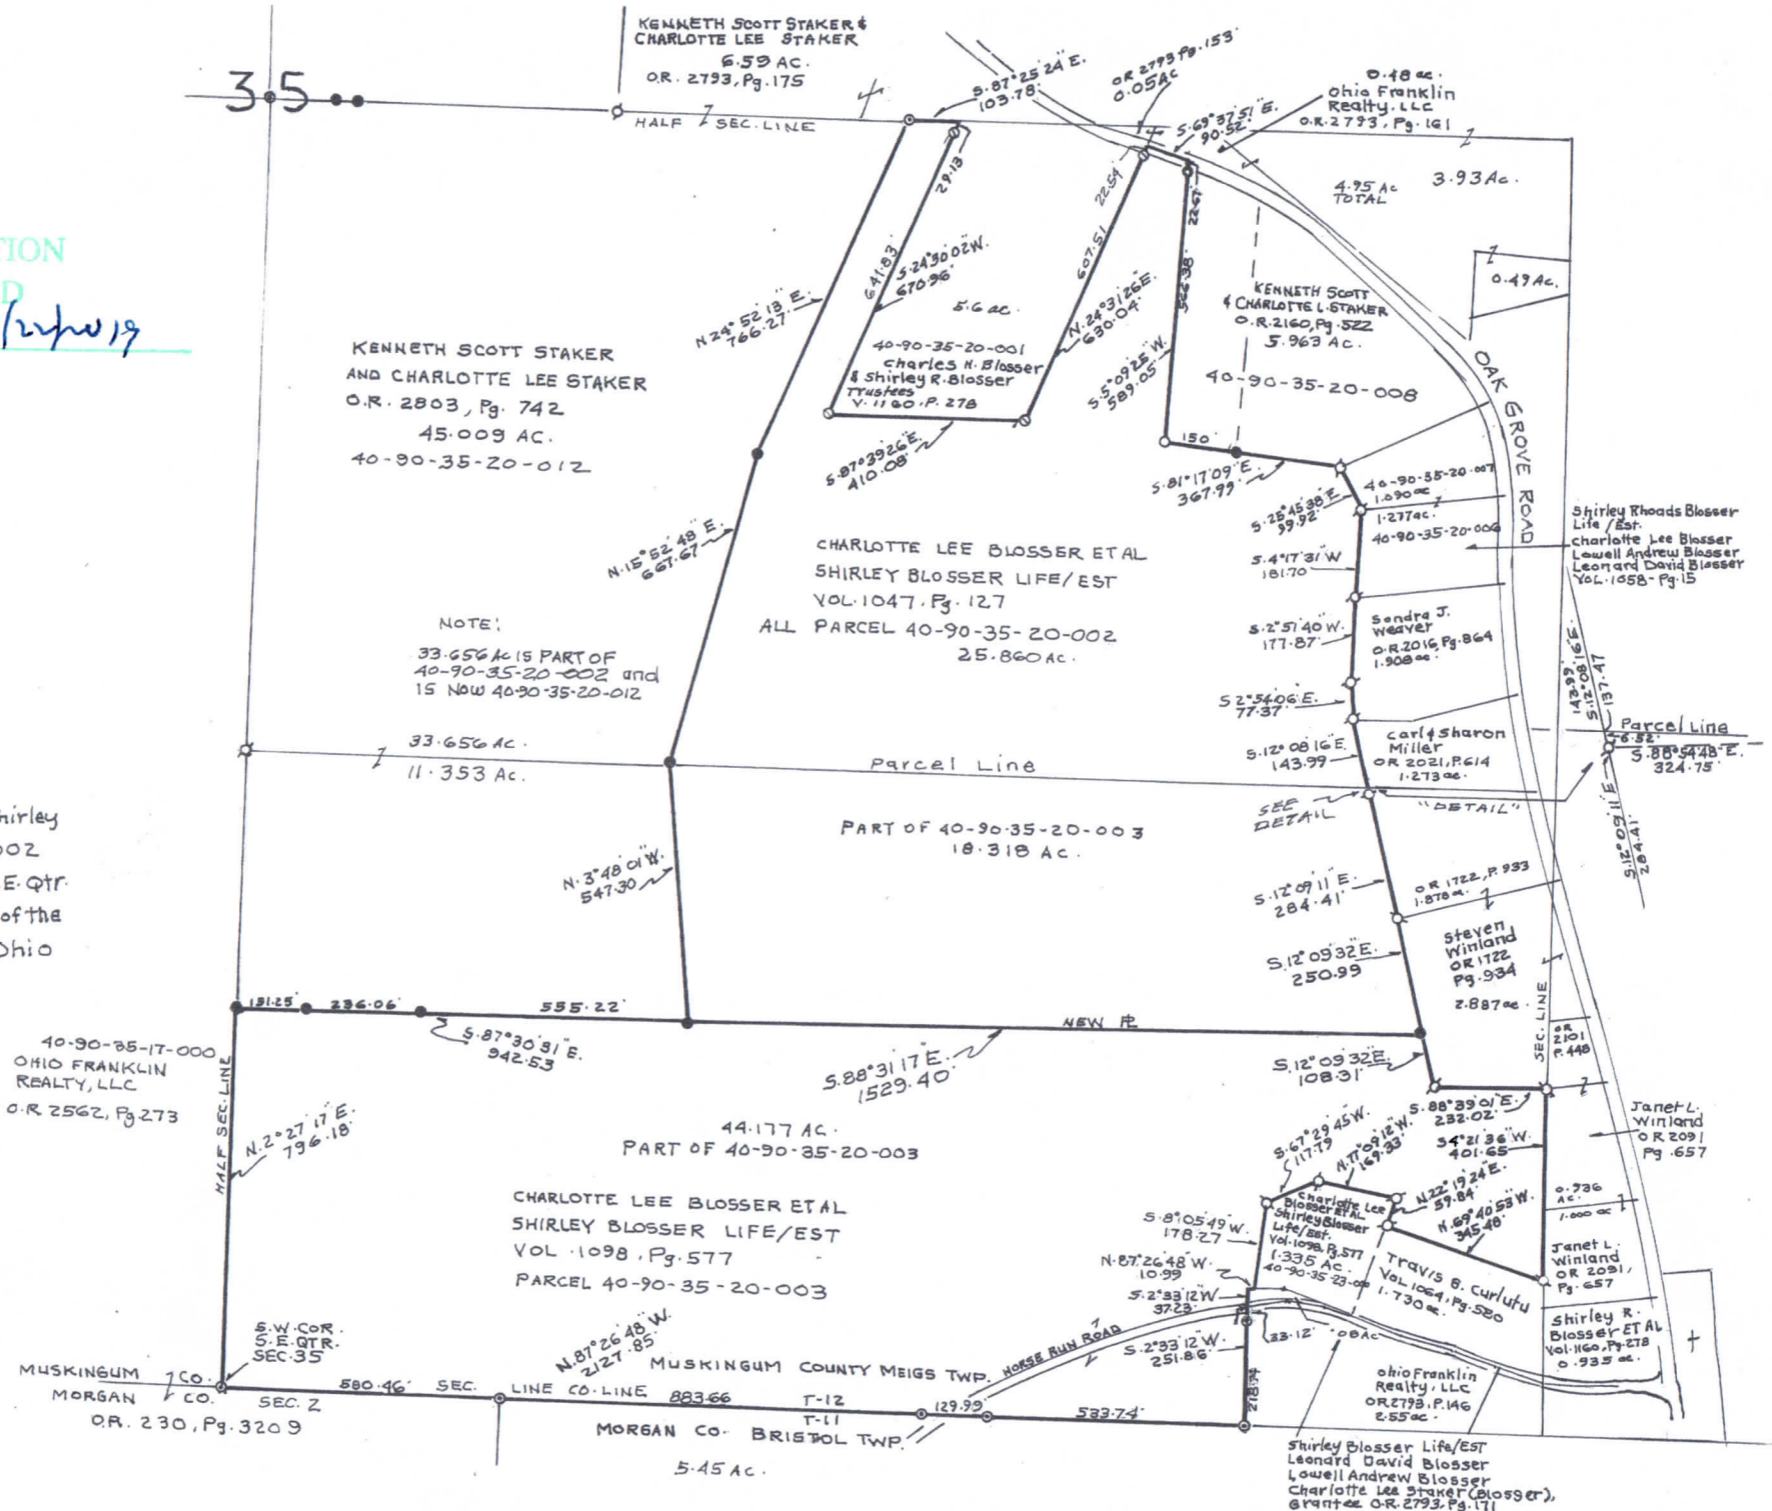 KENNETH SCOTT STAKER &
CHARLOTTE LEE STAKER
6.59 AC.
O.R. 2793, Pg. 175
35
HALF SEC. LINE
S.87°25'24"E.
103.78'
OR 2793 Pg. 153
0.05AC
S.69°37'51"E.
90.52'
0.48 ac.
Ohio Franklin
Realty, LLC
O.R. 2793, Pg. 161
4.95 Ac
TOTAL
3.93 Ac.
0.49 Ac.
TION
D
/22/2019
29.13
641.83
S.24°30'02"W.
670.96'
22.54
607.51
N.24°31'26"E.
630.04'
22.67
522.38
S.5°09'25"W.
589.05'
N 24°52'13"E.
766.27'
5.6 ac.
40-90-35-20-001
Charles H. Blosser
& Shirley R. Blosser
Trustees
V. 1160, P. 278
S.87°39'26"E.
410.08'
KENNETH SCOTT
& CHARLOTTE L. STAKER
O.R. 2160, Pg. 522
5.963 AC.
40-90-35-20-008
OAK GROVE ROAD
KENNETH SCOTT STAKER
AND CHARLOTTE LEE STAKER
O.R. 2803, Pg. 742
45.009 AC.
40-90-35-20-012
150'
S.81°17'09"E.
367.99'
S.25°45'38"E.
99.92'
40-90-35-20-007
1.090 ac
1.277 ac.
40-90-35-20-006
Shirley Rhoads Blosser
Life/Est.
Charlotte Lee Blosser
Lowell Andrew Blosser
Leonard David Blosser
VOL. 1058-Pg. 15
N.15°52'48"E.
667.67'
CHARLOTTE LEE BLOSSER ET AL
SHIRLEY BLOSSER LIFE/EST
VOL. 1047, Pg. 127
ALL PARCEL 40-90-35-20-002
25.860 AC.
S.4°17'31"W
181.70
S.2°51'40"W.
177.87'
Sondra J.
Weaver
O.R. 2016, Pg. 864
1.908 ac.
NOTE:
33.656 Ac IS PART OF
40-90-35-20-002 and
IS NOW 40-90-35-20-012
S 2°54'06"E.
77.37'
S.12°08'16"E.
143.99'
Carl & Sharon
Miller
OR 2021, P. 614
1.273 ac.
143.99'
S.12°08'16"E.
137.47
Parcel Line
6.52
S.88°54'48"E.
324.75'
S.12°09'11"E
284.41'
33.656 AC.
11.353 Ac.
Parcel Line
SEE
DETAIL
"DETAIL"
PART OF 40-90-35-20-003
18.318 AC.
hirley
002
E. Qtr.
of the
Ohio
N.3°48'01"W.
547.30
S.12°09'11"E.
284.41'
OR 1722, P. 933
1.878 ac.
S.12°09'32"E.
250.99
Steven
Winland
OR 1722
Pg. 934
2.887 ac.
SEC. LINE
OR
2101
P. 448
151.25'
236.06'
555.22'
NEW PL
S.87°30'31"E.
942.53
S.88°31'17"E.
1529.40'
S.12°09'32"E.
108.31'
40-90-35-17-000
OHIO FRANKLIN
REALTY, LLC
O.R. 2562, Pg. 273
HALF SEC. LINE
N.2°27'17"E.
796.18'
44.177 AC.
PART OF 40-90-35-20-003
S.88°39'01"E.
232.02'
S4°21'36"W.
401.65
Janet L.
Winland
OR 2091
Pg. 657
S.67°29'45"W.
117.79
N.77°09'12"W.
169.33'
N.22°19'24"E.
59.84'
N.69°40'53"W.
345.48'
CHARLOTTE LEE BLOSSER ET AL
SHIRLEY BLOSSER LIFE/EST
VOL. 1098, Pg. 577
PARCEL 40-90-35-20-003
S.8°05'49"W.
178.27
Charlotte Lee
Blosser ET AL
Shirley Blosser
Life/Est.
Vol. 1098, Pg. 577
1.335 AC.
0.936
AC.
1.000 ac
N.87°26'48"W.
10.99
S.2°33'12"W
37.23'
Travis B.
Vol. 1064, Pg. 580
1.730 ac.
Janet L.
Winland
OR 2091,
Pg. 657
Shirley R.
Blosser ET AL
Vol. 1160, Pg. 278
0.935 ac.
33.12'
.08AC
S.2°33'12"W.
251.86'
218.74
HORSE RUN ROAD
S.W. COR.
S.E. QTR.
SEC. 35
N.87°26'48"W.
2127.85'
MUSKINGUM CO.
MORGAN CO.
O.R. 230, Pg. 3209
MUSKINGUM COUNTY MEIGS TWP.
580.46' SEC. LINE CO. LINE 883.66 T-12 129.99' 533.74'
SEC. 2
T-11
MORGAN CO. BRISTOL TWP.
5.45 AC.
Ohio Franklin
Realty, LLC
OR 2793, P. 146
2.55 ac.
Shirley Blosser Life/EST
Leonard David Blosser
Lowell Andrew Blosser
Charlotte Lee Staker (Blosser),
Grantee O.R. 2793, Pg. 171